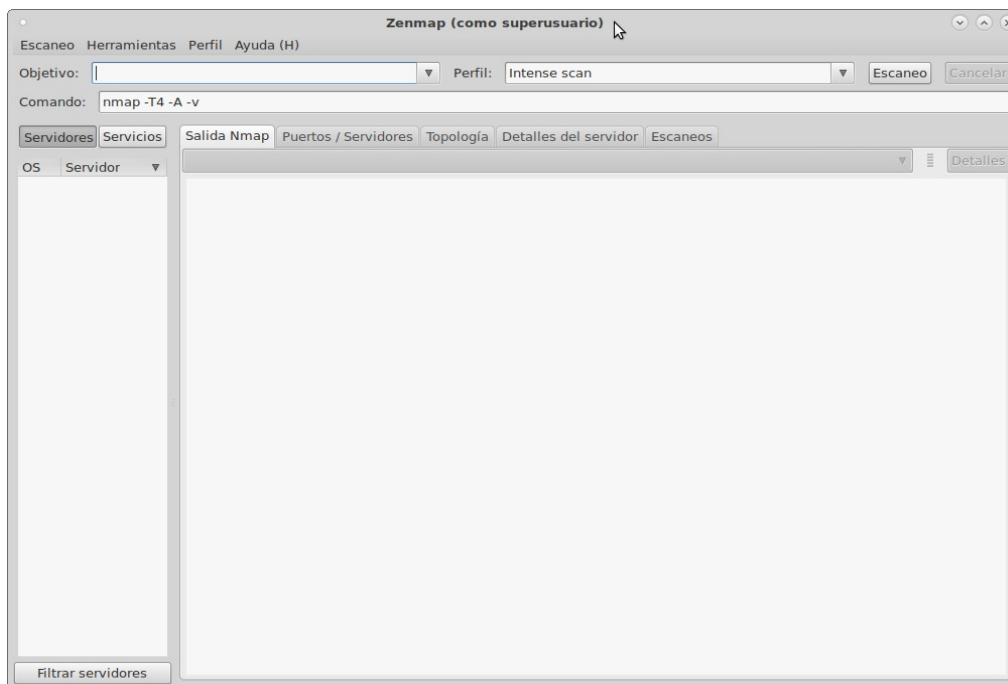 Zenmap (como superusuario)
Escaneo Herramientas Perfil Ayuda (H)
Objetivo: Perfil: Intense scan Escaneo Cancelar
Comando: nmap -T4 -A -v
Servidores Servicios Salida Nmap Puertos / Servidores Topología Detalles del servidor Escaneos
OS Servidor Detalles
Filtrar servidores